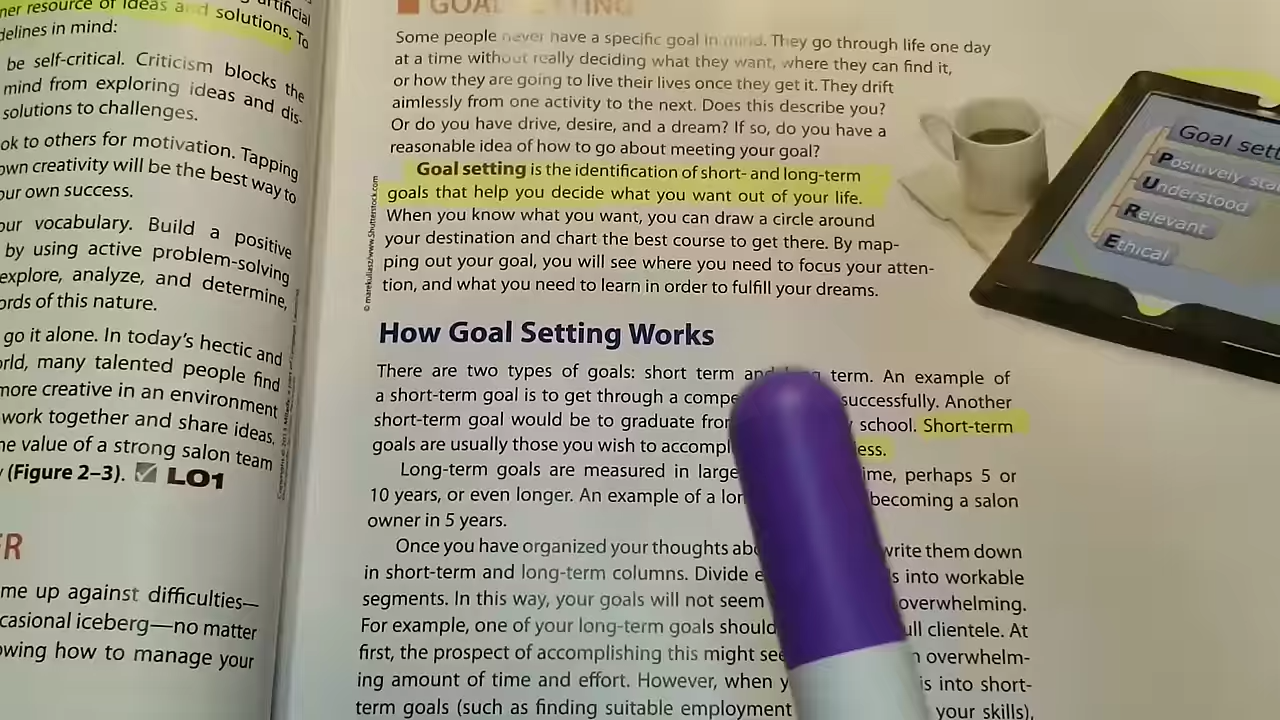 ner resource of ideas and solutions. To
delines in mind:
be self-critical. Criticism blocks the
mind from exploring ideas and dis-
solutions to challenges.
ok to others for motivation. Tapping
own creativity will be the best way to
our own success.
our vocabulary. Build a positive
by using active problem-solving
explore, analyze, and determine,
ords of this nature.
go it alone. In today's hectic and
orld, many talented people find
more creative in an environment
work together and share ideas.
he value of a strong salon team
(Figure 2–3). LO1
ER
me up against difficulties—
casional iceberg—no matter
owing how to manage your
GOAL SETTING
Some people never have a specific goal in mind. They go through life one day
at a time without really deciding what they want, where they can find it,
or how they are going to live their lives once they get it. They drift
aimlessly from one activity to the next. Does this describe you?
Or do you have drive, desire, and a dream? If so, do you have a
reasonable idea of how to go about meeting your goal?
Goal setting is the identification of short- and long-term
goals that help you decide what you want out of your life.
When you know what you want, you can draw a circle around
your destination and chart the best course to get there. By map-
ping out your goal, you will see where you need to focus your atten-
tion, and what you need to learn in order to fulfill your dreams.
© marekuliasz/www.Shutterstock.com
Goal sett
Positively sta
Understood
Relevant
Ethical
How Goal Setting Works
There are two types of goals: short term and long term. An example of
a short-term goal is to get through a compe successfully. Another
short-term goal would be to graduate from school. Short-term
goals are usually those you wish to accompl less.
Long-term goals are measured in large ime, perhaps 5 or
10 years, or even longer. An example of a lon becoming a salon
owner in 5 years.
Once you have organized your thoughts abo write them down
in short-term and long-term columns. Divide e s into workable
segments. In this way, your goals will not seem overwhelming.
For example, one of your long-term goals should ull clientele. At
first, the prospect of accomplishing this might see n overwhelm-
ing amount of time and effort. However, when y is into short-
term goals (such as finding suitable employment your skills),